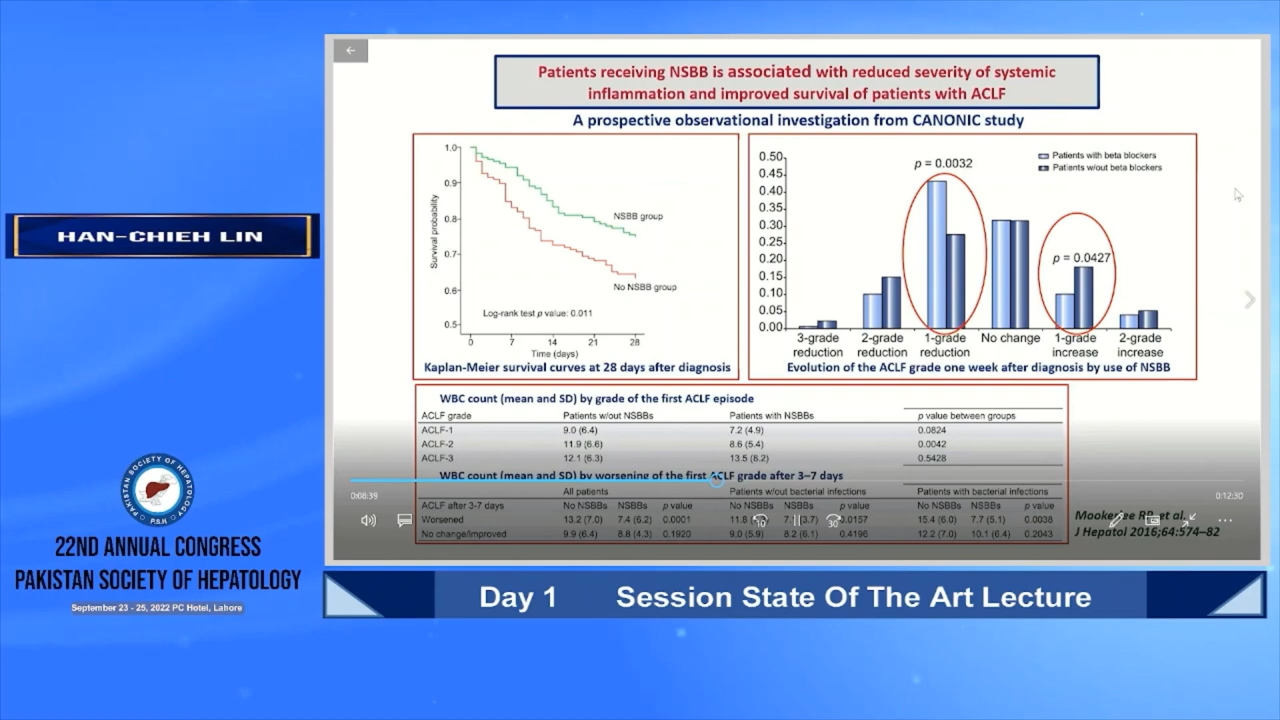 Patients receiving NSBB is associated with reduced severity of systemic
inflammation and improved survival of patients with ACLF
A prospective observational investigation from CANONIC study
1.0
0.9
0.8
0.7
0.6
0.5
Survival probability
NSBB group
No NSBB group
Log-rank test p value: 0.011
0 7 14 21 28
Time (days)
Kaplan-Meier survival curves at 28 days after diagnosis
0.50
0.45
0.40
0.35
0.30
0.25
0.20
0.15
0.10
0.05
0.00
p = 0.0032
Patients with beta blockers
Patients w/out beta blockers
p = 0.0427
3-grade reduction
2-grade reduction
1-grade reduction
No change
1-grade increase
2-grade increase
Evolution of the ACLF grade one week after diagnosis by use of NSBB
WBC count (mean and SD) by grade of the first ACLF episode
ACLF grade Patients w/out NSBBs Patients with NSBBs p value between groups
ACLF-1 9.0 (6.4) 7.2 (4.9) 0.0824
ACLF-2 11.9 (6.6) 8.6 (5.4) 0.0042
ACLF-3 12.1 (6.3) 13.5 (8.2) 0.5428
WBC count (mean and SD) by worsening of the first ACLF grade after 3–7 days
All patients Patients w/out bacterial infections Patients with bacterial infections
ACLF after 3-7 days No NSBBs NSBBs p value No NSBBs NSBBs p value No NSBBs NSBBs p value
Worsened 13.2 (7.0) 7.4 (6.2) 0.0001 11.8 0.0157 15.4 (6.0) 7.7 (5.1) 0.0038
No change/improved 9.9 (6.4) 8.8 (4.3) 0.1920 9.0 (5.9) 8.2 (6.1) 0.4196 12.2 (7.0) 10.1 (6.4) 0.2043
et al.
J Hepatol 2016;64:574–82
0:08:39
0:12:30
10
30
HAN-CHIEH LIN
PAKISTAN SOCIETY OF HEPATOLOGY
P.S.H
22ND ANNUAL CONGRESS
PAKISTAN SOCIETY OF HEPATOLOGY
September 23 - 25, 2022 PC Hotel, Lahore
Day 1 Session State Of The Art Lecture